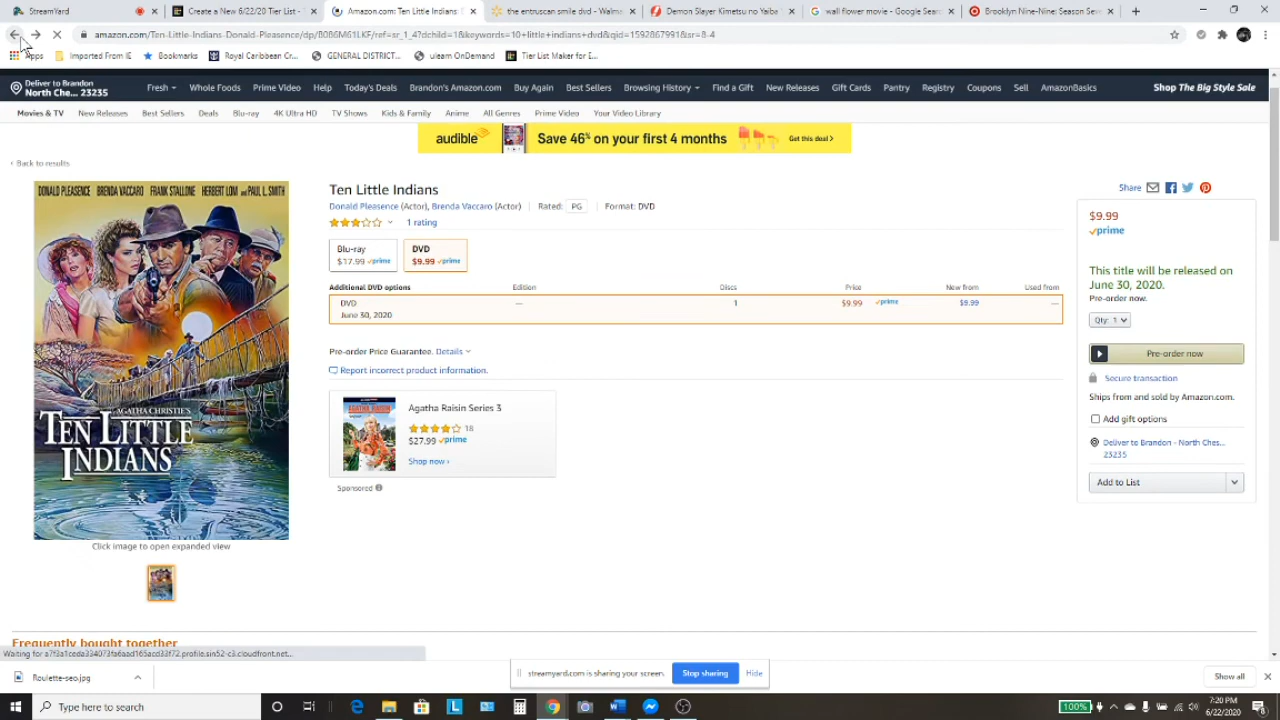 StreamYard
Create a New 6/22/20 Tier List -
Amazon.com: Ten Little Indians
the entruscan smile dvd - Walma
Demon Slayer Kimetsu no Yaiba
wall flower movie - Google Searc
Brooklyn Nine-Nine: Season Seve
amazon.com/Ten-Little-Indians-Donald-Pleasence/dp/B086M61LKF/ref=sr_1_4?dchild=1&keywords=10+little+indians+dvd&qid=1592867991&sr=8-4
Apps
Imported From IE
Bookmarks
Royal Caribbean Cr...
GENERAL DISTRICT...
uleam OnDemand
Tier List Maker for E...
Deliver to Brandon
North Che... 23235
Fresh
Whole Foods
Prime Video
Help
Today's Deals
Brandon's Amazon.com
Buy Again
Best Sellers
Browsing History
Find a Gift
New Releases
Gift Cards
Pantry
Registry
Coupons
Sell
AmazonBasics
Shop The Big Style Sale
Movies & TV
New Releases
Best Sellers
Deals
Blu-ray
4K Ultra HD
TV Shows
Kids & Family
Anime
All Genres
Prime Video
Your Video Library
audible
Save 46% on your first 4 months
Get this deal >
‹ Back to results
DONALD PLEASENCE BRENDA VACCARO FRANK STALLONE HERBERT LOM and PAUL L. SMITH
AGATHA CHRISTIE'S
TEN LITTLE
INDIANS
Click image to open expanded view
Ten Little Indians
Donald Pleasence (Actor), Brenda Vaccaro (Actor) | Rated: PG | Format: DVD
1 rating
Blu-ray
$17.99 prime
DVD
$9.99 prime
Additional DVD options
Edition
Discs
Price
New from
Used from
DVD
—
1
$9.99
prime
$9.99
—
June 30, 2020
Pre-order Price Guarantee. Details
Report incorrect product information.
AGATHA RAISIN
Agatha Raisin Series 3
18
$27.99 prime
Shop now ›
Sponsored
Share
$9.99
prime
This title will be released on
June 30, 2020.
Pre-order now.
Qty: 1
Pre-order now
Secure transaction
Ships from and sold by Amazon.com.
Add gift options
Deliver to Brandon - North Ches...
23235
Add to List
Frequently bought together
Roulette-seo.jpg
streamyard.com is sharing your screen.
Stop sharing
Hide
Show all
Type here to search
100%
7:20 PM
6/22/2020